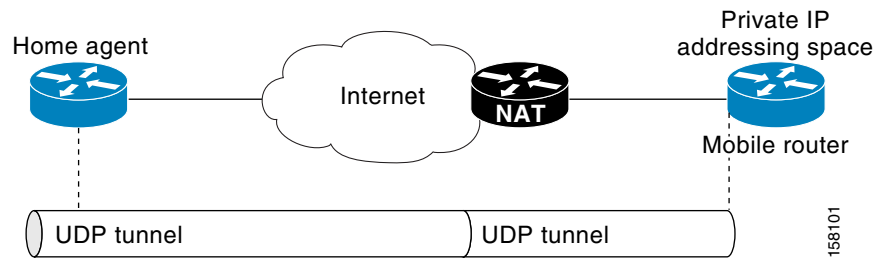 Home agent
Private IP
addressing space
Internet
NAT
Mobile router
UDP tunnel
UDP tunnel
158101